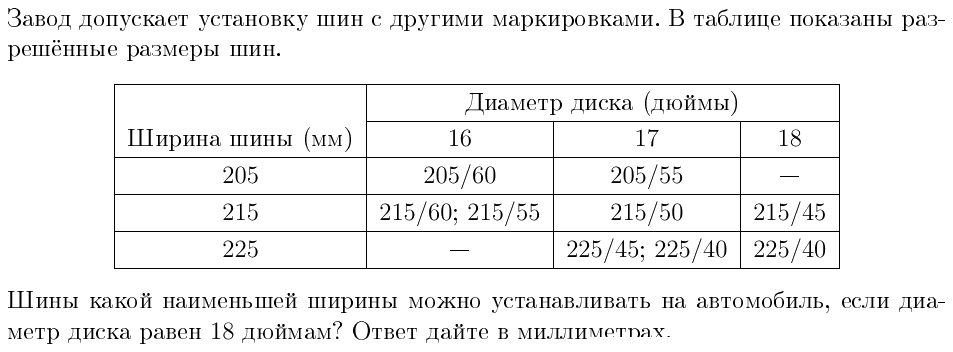 Завод допускает установку шин с другими маркировками. В таблице показаны раз-
решённые размеры шин.
Диаметр диска (дюймы)
Ширина шины (мм) 16 17 18
205 205/60 205/55 —
215 215/60; 215/55 215/50 215/45
225 — 225/45; 225/40 225/40
Шины какой наименьшей ширины можно устанавливать на автомобиль, если диа-
метр диска равен 18 дюймам? Ответ дайте в миллиметрах.